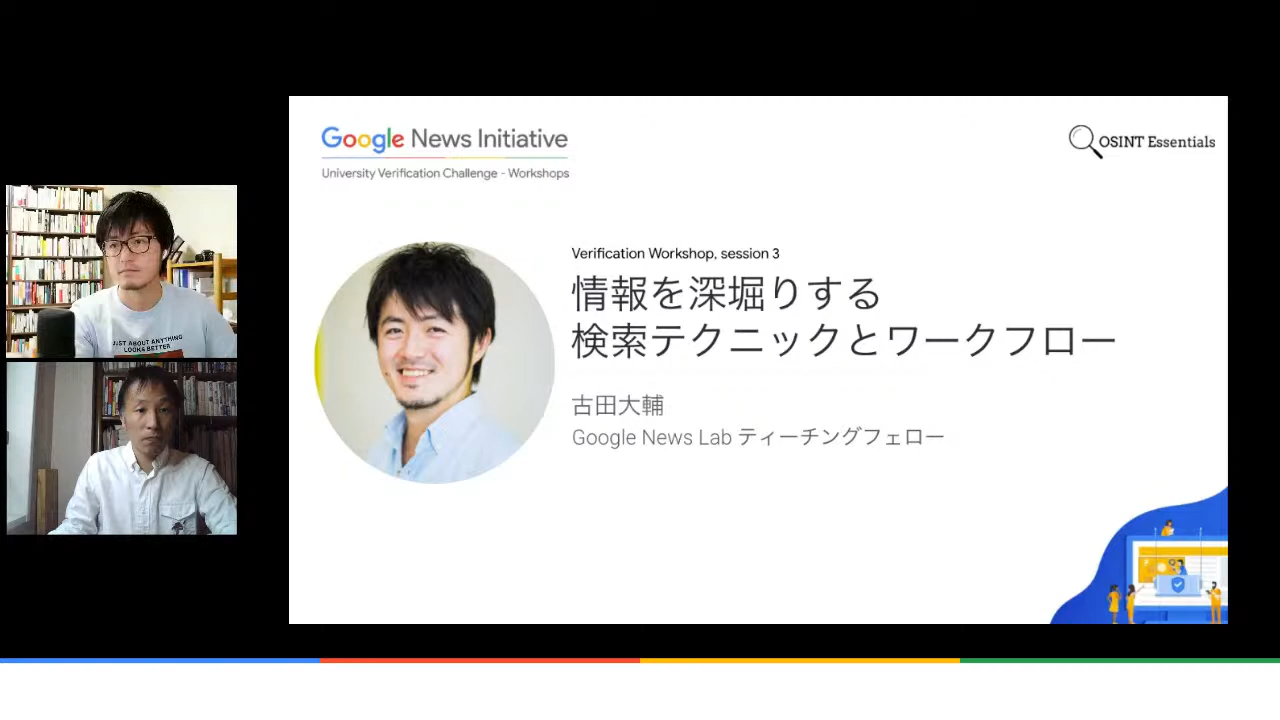 Google News Initiative
University Verification Challenge - Workshops
OSINT Essentials
Verification Workshop, session 3
情報を深堀りする
検索テクニックとワークフロー
古田大輔
Google News Lab ティーチングフェロー
JUST ABOUT ANYTHING
LOOKS BETTER